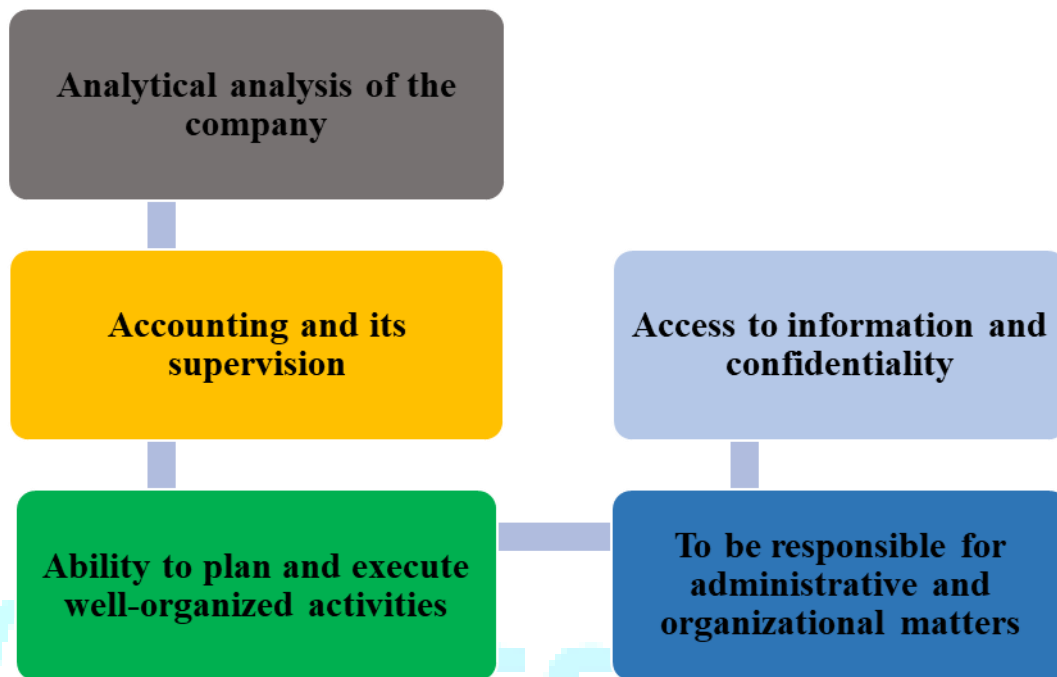 Analytical analysis of the
company
Accounting and its
supervision
Ability to plan and execute
well-organized activities
To be responsible for
administrative and
organizational matters
Access to information and
confidentiality